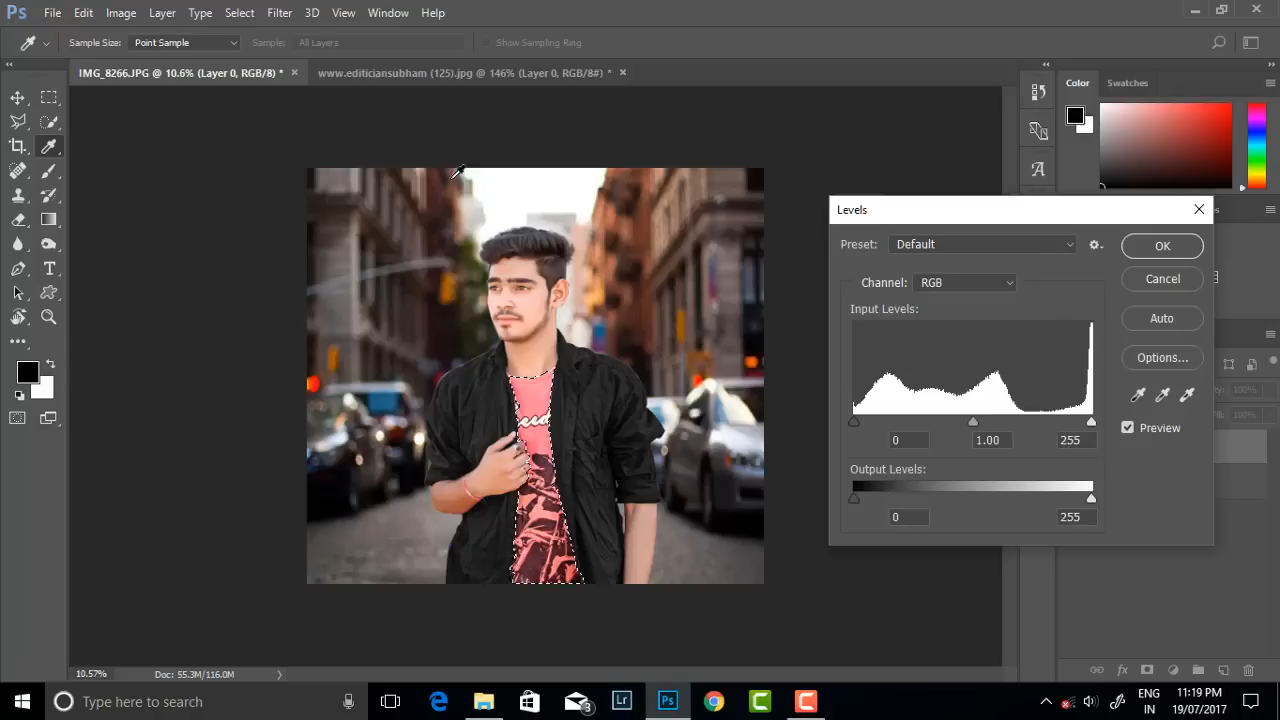 Ps File Edit Image Layer Type Select Filter 3D View Window Help
Sample Size: Point Sample Sample: All Layers Show Sampling Ring
IMG_8266.JPG @ 10.6% (Layer 0, RGB/8) * × www.editiciansubham (125).jpg @ 146% (Layer 0, RGB/8#) * ×
Color Swatches
Levels
Preset: Default
OK
Channel: RGB
Cancel
Input Levels:
Auto
Options...
0 1.00 255
Preview
Output Levels:
0 255
10.57% Doc: 55.3M/116.0M
Type here to search
3
Lr
Ps
C
C
ENG
IN
11:19 PM
19/07/2017